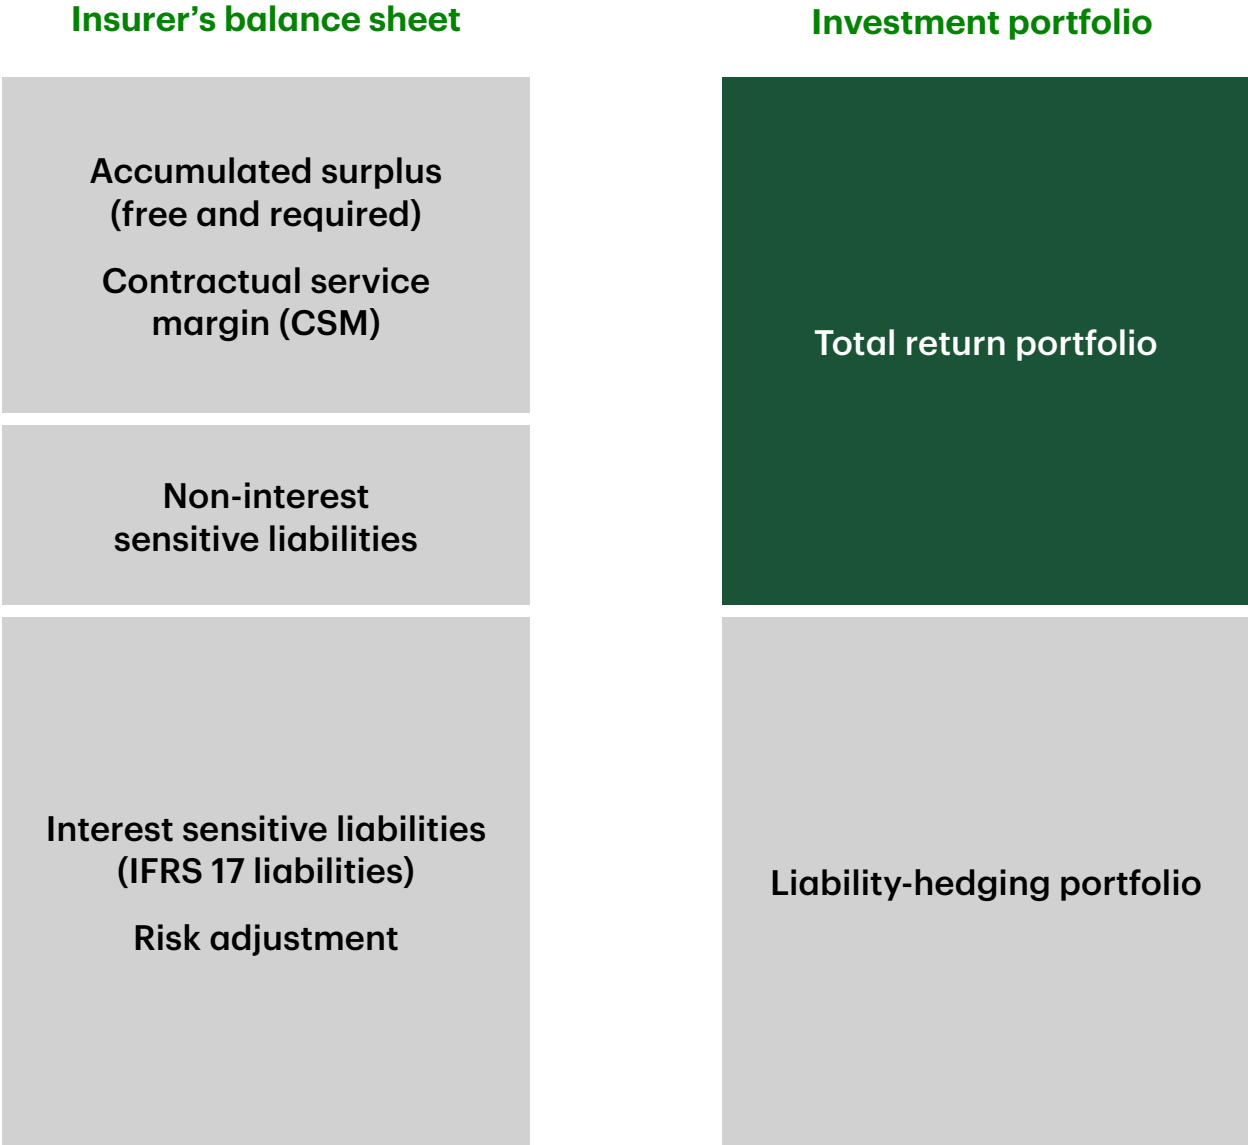 Insurer’s balance sheet
Investment portfolio
Accumulated surplus
(free and required)
Contractual service
margin (CSM)
Total return portfolio
Non-interest
sensitive liabilities
Interest sensitive liabilities
(IFRS 17 liabilities)
Risk adjustment
Liability-hedging portfolio